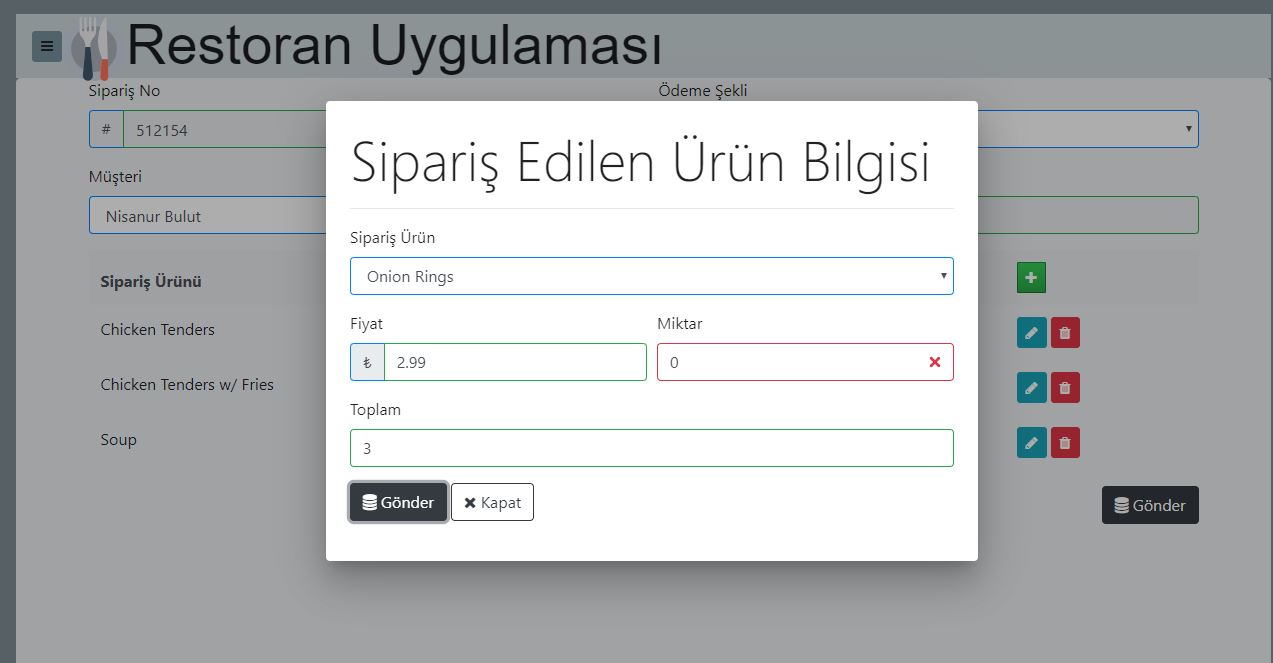 Restoran Uygulaması
Sipariş No
Ödeme Şekli
# 512154
Müşteri
Nisanur Bulut
Sipariş Ürünü
Chicken Tenders
Chicken Tenders w/ Fries
Soup
Gönder
Sipariş Edilen Ürün Bilgisi
Sipariş Ürün
Onion Rings
Fiyat
Miktar
₺ 2.99
0
Toplam
3
Gönder
Kapat